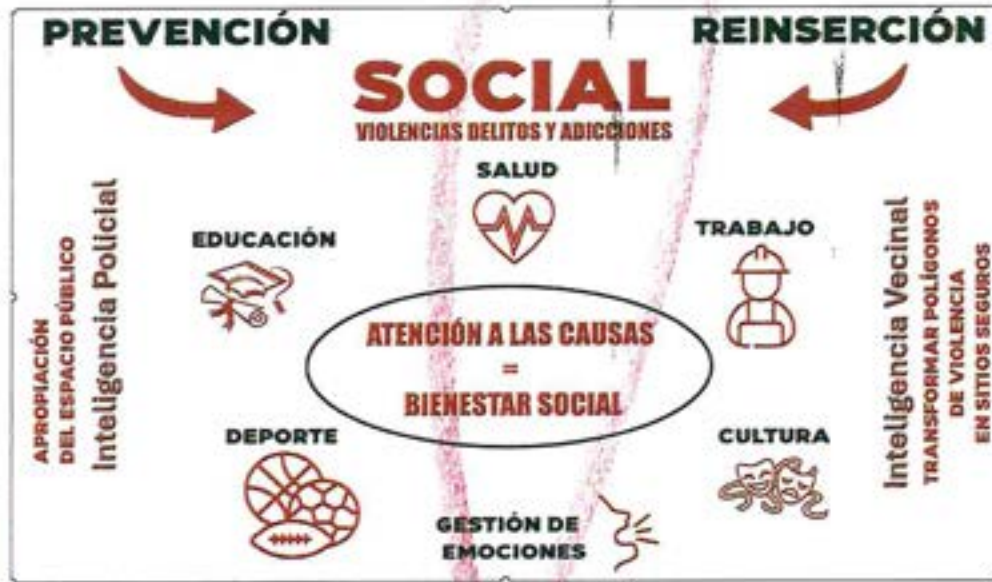 PREVENCIÓN
REINSERCIÓN
SOCIAL
VIOLENCIAS DELITOS Y ADICCIONES
SALUD
EDUCACIÓN
TRABAJO
APROPIACIÓN
DEL ESPACIO PÚBLICO
Inteligencia Policial
ATENCIÓN A LAS CAUSAS
=
BIENESTAR SOCIAL
Inteligencia Vecinal
TRANSFORMAR POLÍGONOS
DE VIOLENCIA
EN SITIOS SEGUROS
DEPORTE
CULTURA
GESTIÓN DE
EMOCIONES